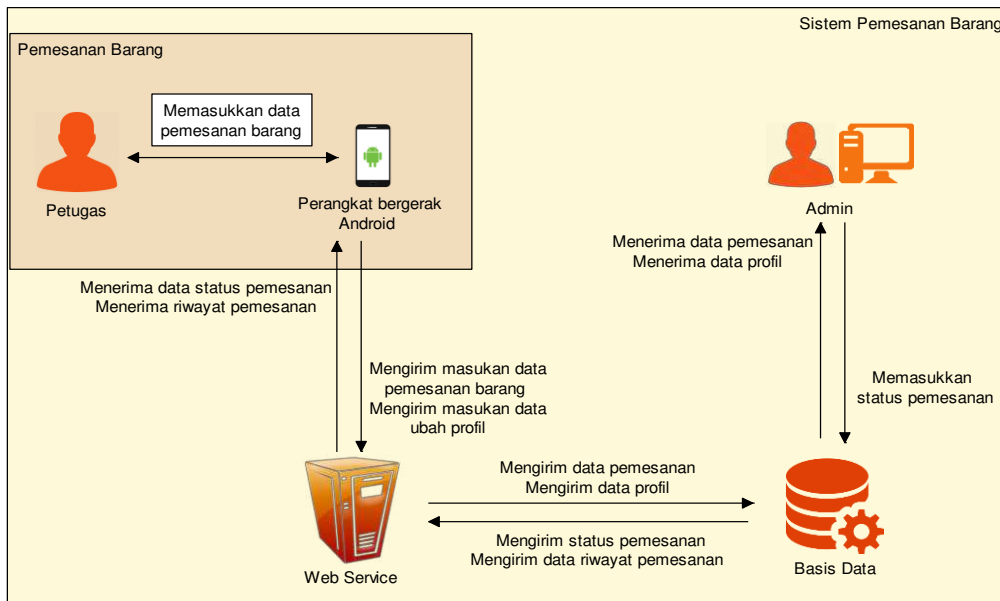 Sistem Pemesanan Barang
Pemesanan Barang
Memasukkan data
pemesanan barang
Petugas
Perangkat bergerak
Android
Admin
Menerima data status pemesanan
Menerima riwayat pemesanan
Menerima data pemesanan
Menerima data profil
Mengirim masukan data
pemesanan barang
Mengirim masukan data
ubah profil
Memasukkan
status pemesanan
Mengirim data pemesanan
Mengirim data profil
Mengirim status pemesanan
Mengirim data riwayat pemesanan
Web Service
Basis Data